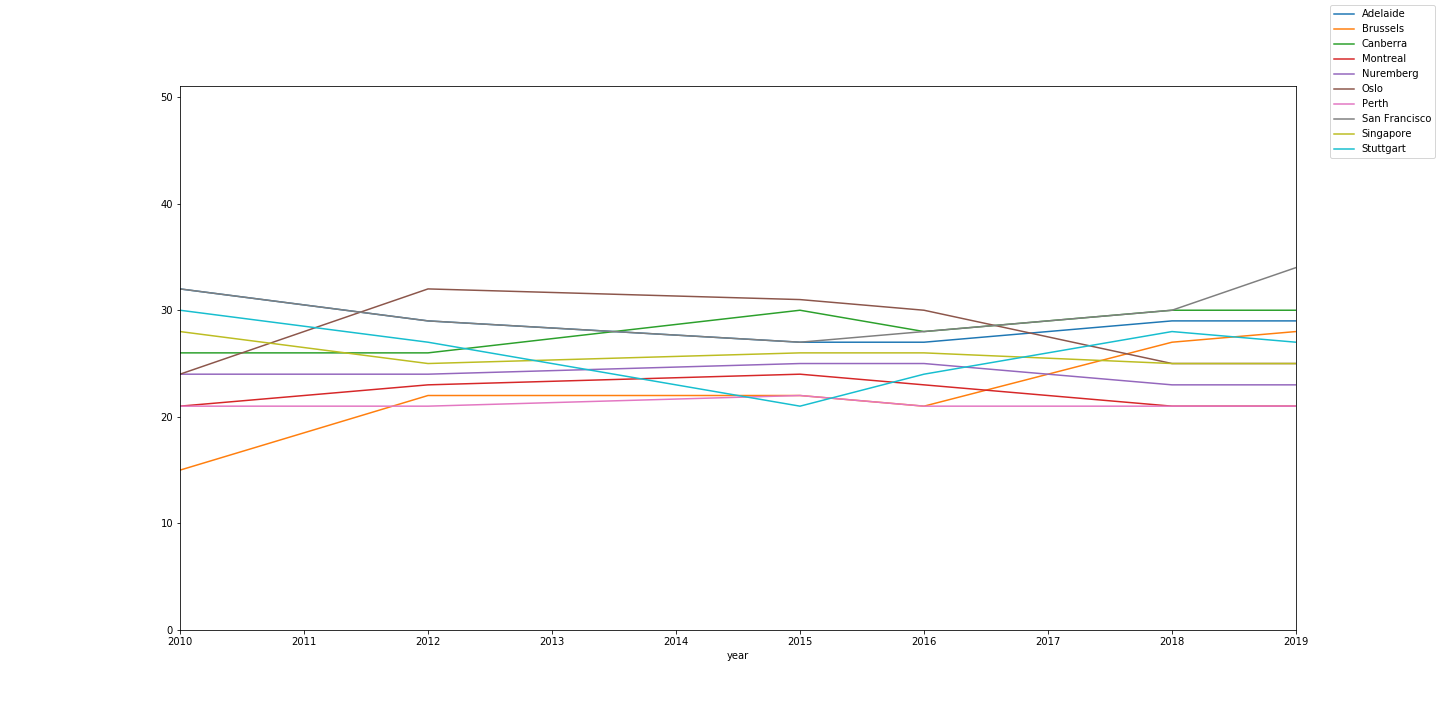 Adelaide
Brussels
Canberra
Montreal
Nuremberg
Oslo
Perth
San Francisco
Singapore
Stuttgart
50
40
30
20
10
0
2010 2011 2012 2013 2014 2015 2016 2017 2018 2019
year